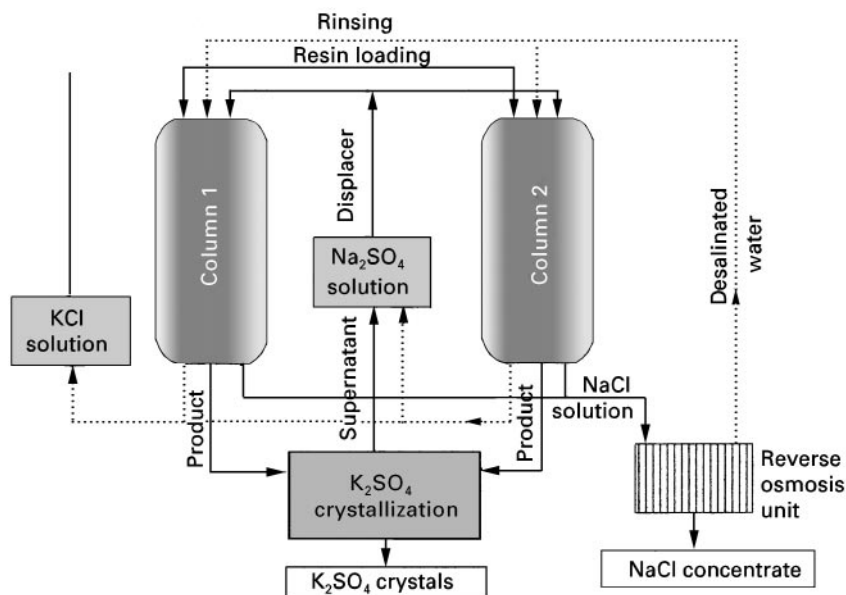 Rinsing
Resin loading
Column 1
Displacer
Column 2
Desalinated
water
Na₂SO₄
solution
KCl
solution
Supernatant
Product
Product
NaCl
solution
K₂SO₄
crystallization
Reverse
osmosis
unit
K₂SO₄ crystals
NaCl concentrate